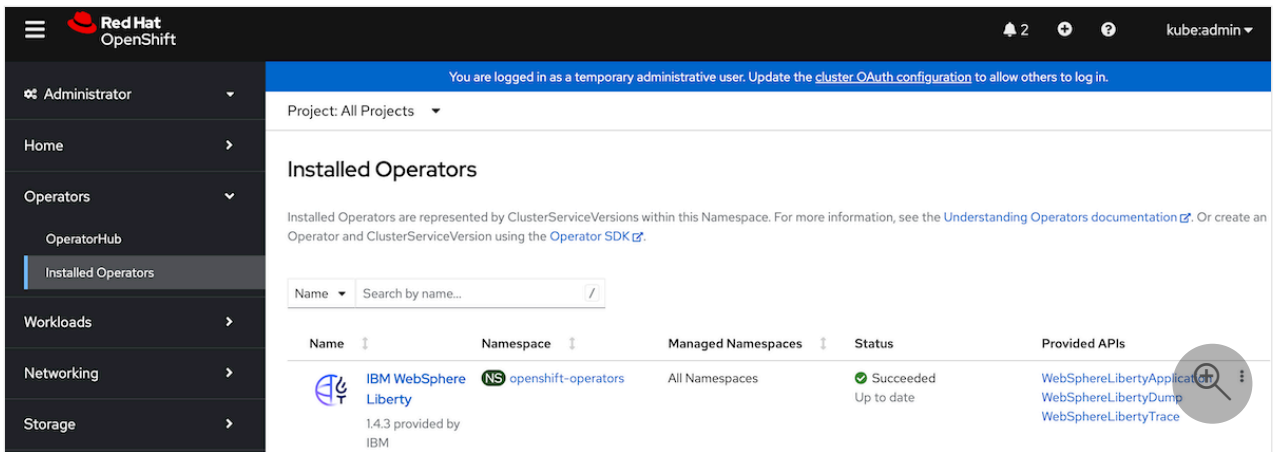 Red Hat
OpenShift
2
kube:admin
Administrator
Home
Operators
OperatorHub
Installed Operators
Workloads
Networking
Storage
You are logged in as a temporary administrative user. Update the cluster OAuth configuration to allow others to log in.
Project: All Projects
Installed Operators
Installed Operators are represented by ClusterServiceVersions within this Namespace. For more information, see the Understanding Operators documentation. Or create an
Operator and ClusterServiceVersion using the Operator SDK.
Name Search by name... /
Name Namespace Managed Namespaces Status Provided APIs
IBM WebSphere NS openshift-operators All Namespaces Succeeded WebSphereLibertyApplication
Liberty Up to date WebSphereLibertyDump
1.4.3 provided by WebSphereLibertyTrace
IBM